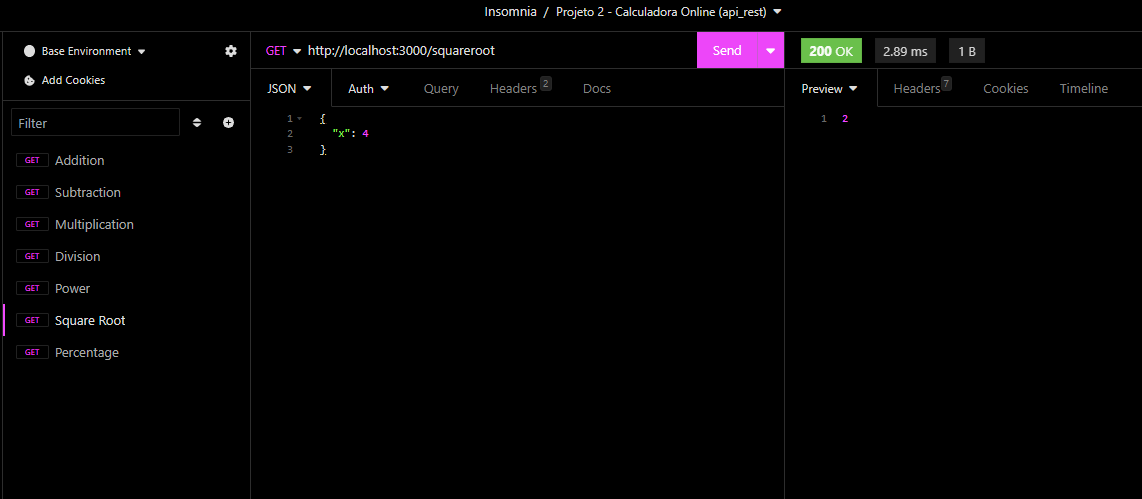 Insomnia / Projeto 2 - Calculadora Online (api_rest)
Base Environment
Add Cookies
Filter
GET Addition
GET Subtraction
GET Multiplication
GET Division
GET Power
GET Square Root
GET Percentage
GET http://localhost:3000/squareroot Send
JSON Auth Query Headers 2 Docs
1 {
2 "x": 4
3 }
200 OK 2.89 ms 1 B
Preview Headers 7 Cookies Timeline
1 2